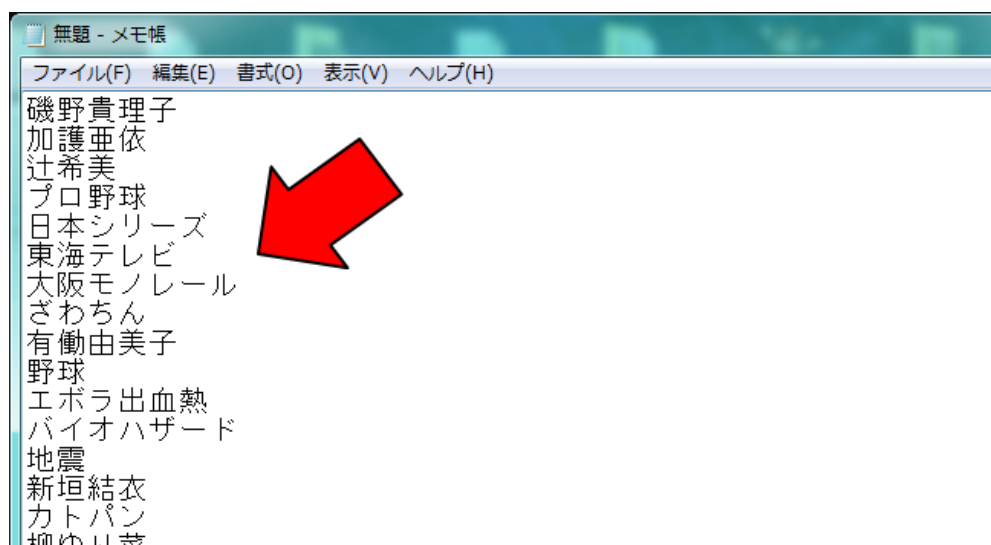 無題 - メモ帳
ファイル(F) 編集(E) 書式(O) 表示(V) ヘルプ(H)
磯野貴理子
加護亜依
辻希美
プロ野球
日本シリーズ
東海テレビ
大阪モノレール
ざわちん
有働由美子
野球
エボラ出血熱
バイオハザード
地震
新垣結衣
カトパン
柳ゆり菜